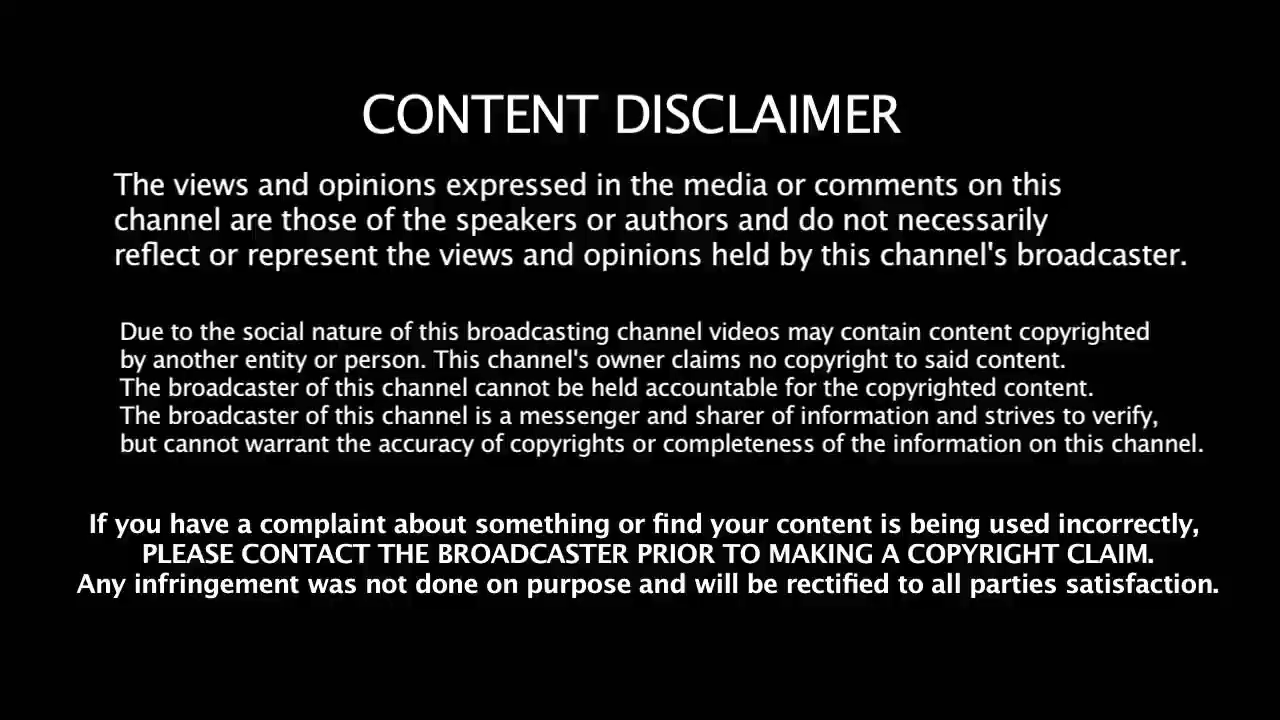 CONTENT DISCLAIMER
The views and opinions expressed in the media or comments on this
channel are those of the speakers or authors and do not necessarily
reflect or represent the views and opinions held by this channel's broadcaster.
Due to the social nature of this broadcasting channel videos may contain content copyrighted
by another entity or person. This channel's owner claims no copyright to said content.
The broadcaster of this channel cannot be held accountable for the copyrighted content.
The broadcaster of this channel is a messenger and sharer of information and strives to verify,
but cannot warrant the accuracy of copyrights or completeness of the information on this channel.
If you have a complaint about something or find your content is being used incorrectly,
PLEASE CONTACT THE BROADCASTER PRIOR TO MAKING A COPYRIGHT CLAIM.
Any infringement was not done on purpose and will be rectified to all parties satisfaction.